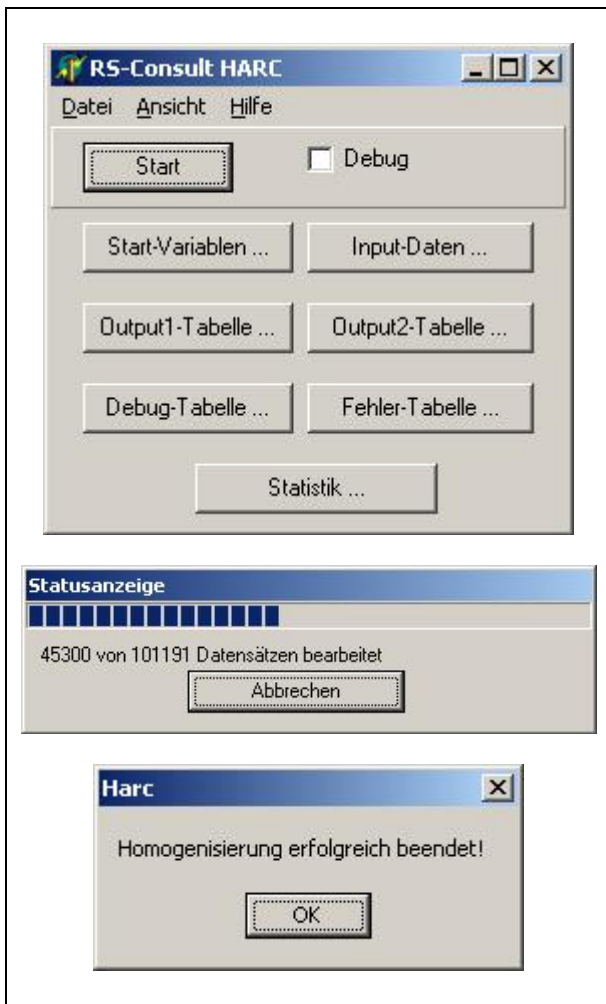 RS-Consult HARC
Datei Ansicht Hilfe
Start Debug
Start-Variablen ... Input-Daten ...
Output1-Tabelle ... Output2-Tabelle ...
Debug-Tabelle ... Fehler-Tabelle ...
Statistik ...
Statusanzeige
45300 von 101191 Datensätzen bearbeitet
Abbrechen
Harc
Homogenisierung erfolgreich beendet!
OK